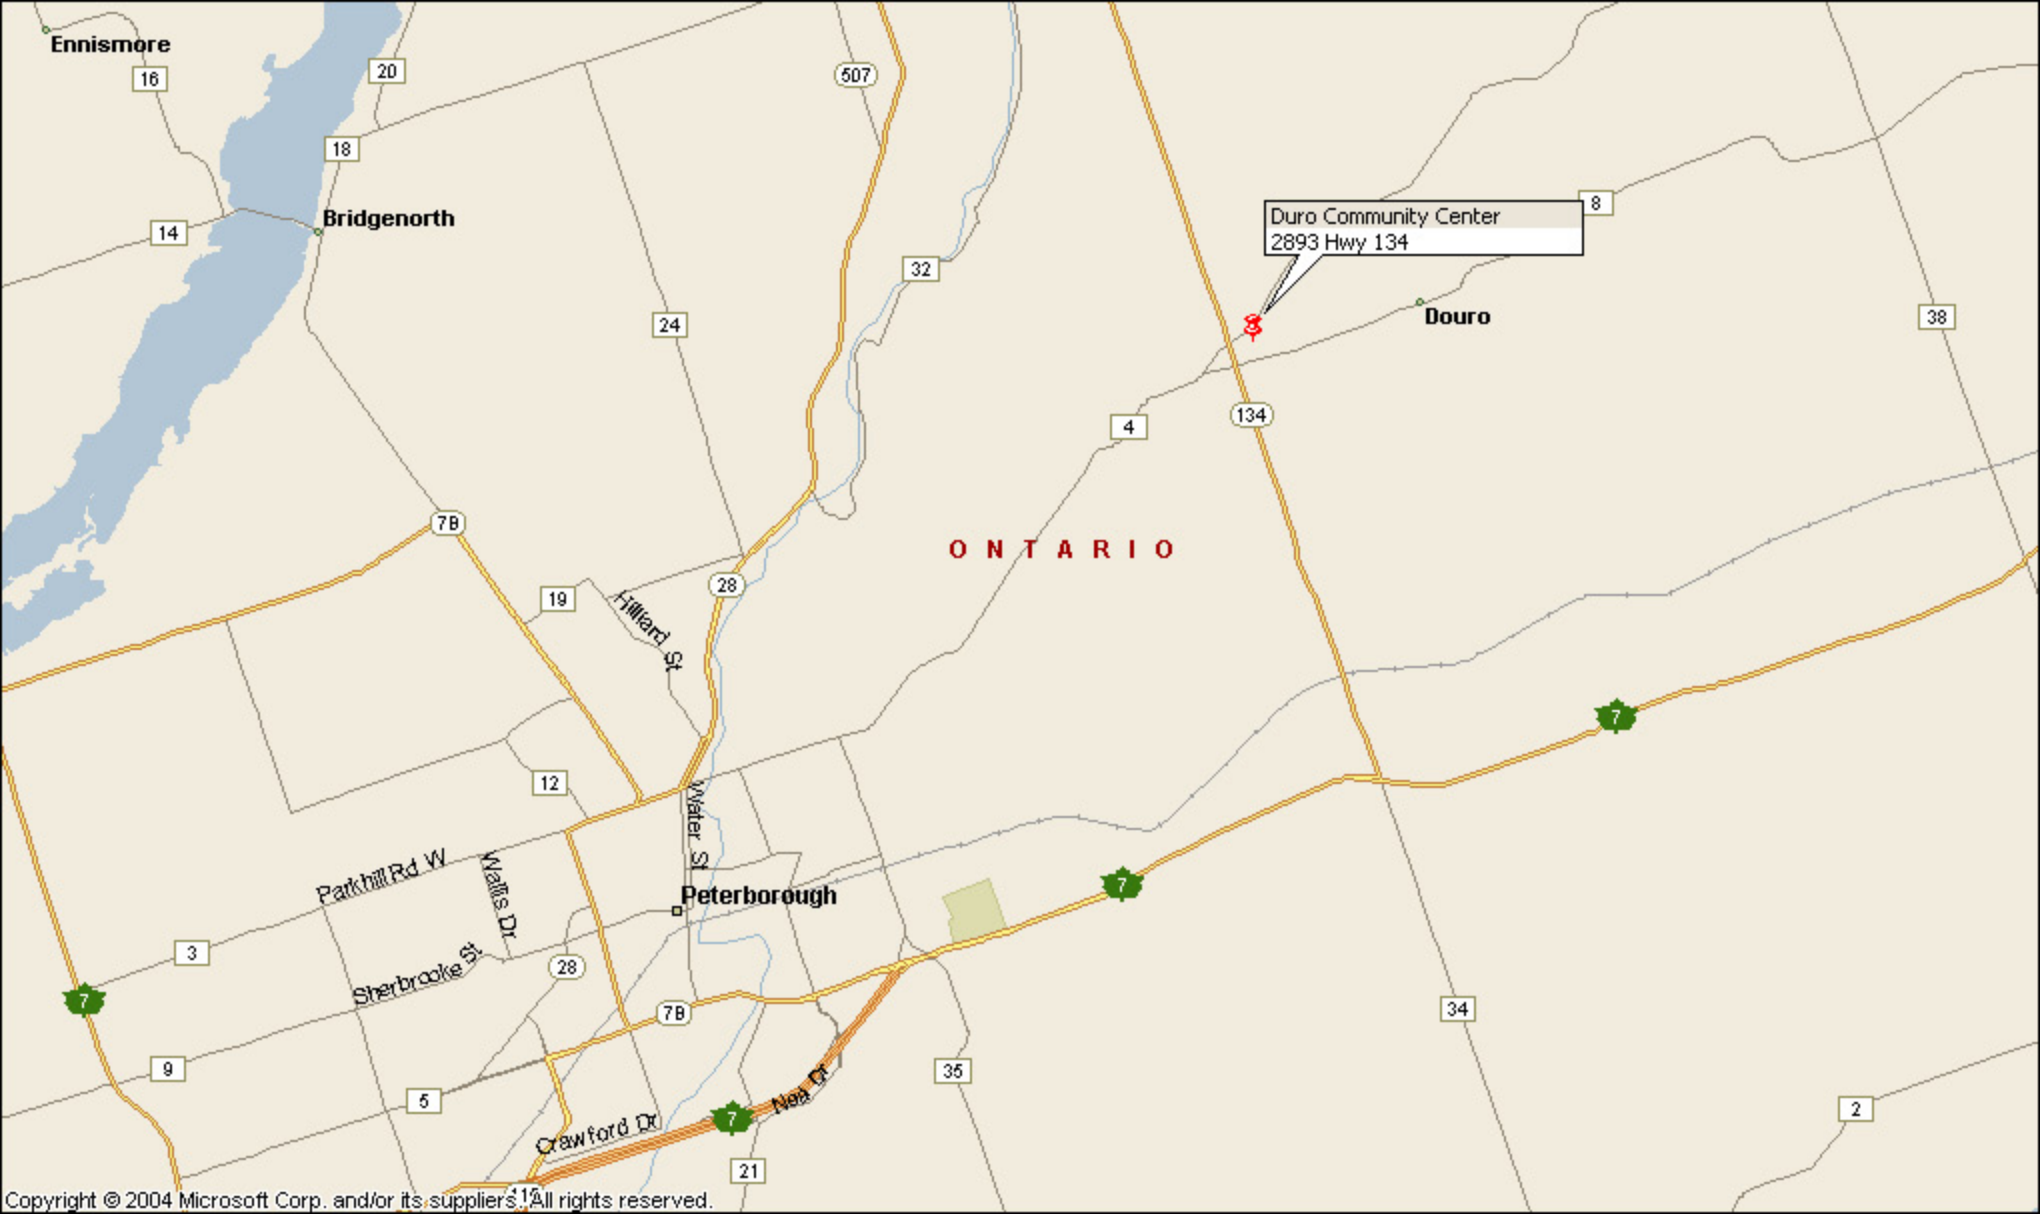 Ennismore
16
20
507
18
Bridgenorth
14
Duro Community Center
2893 Hwy 134
8
32
24
Douro
38
134
4
7B
ONTARIO
19
28
Hilliard St
7
12
Water St
Parkhill Rd W
Wallis Dr
7
Peterborough
3
Sherbrooke St
28
7
7B
34
9
35
5
Nea Dr
2
7
Crawford Dr
21
115
Copyright © 2004 Microsoft Corp. and/or its suppliers. All rights reserved.